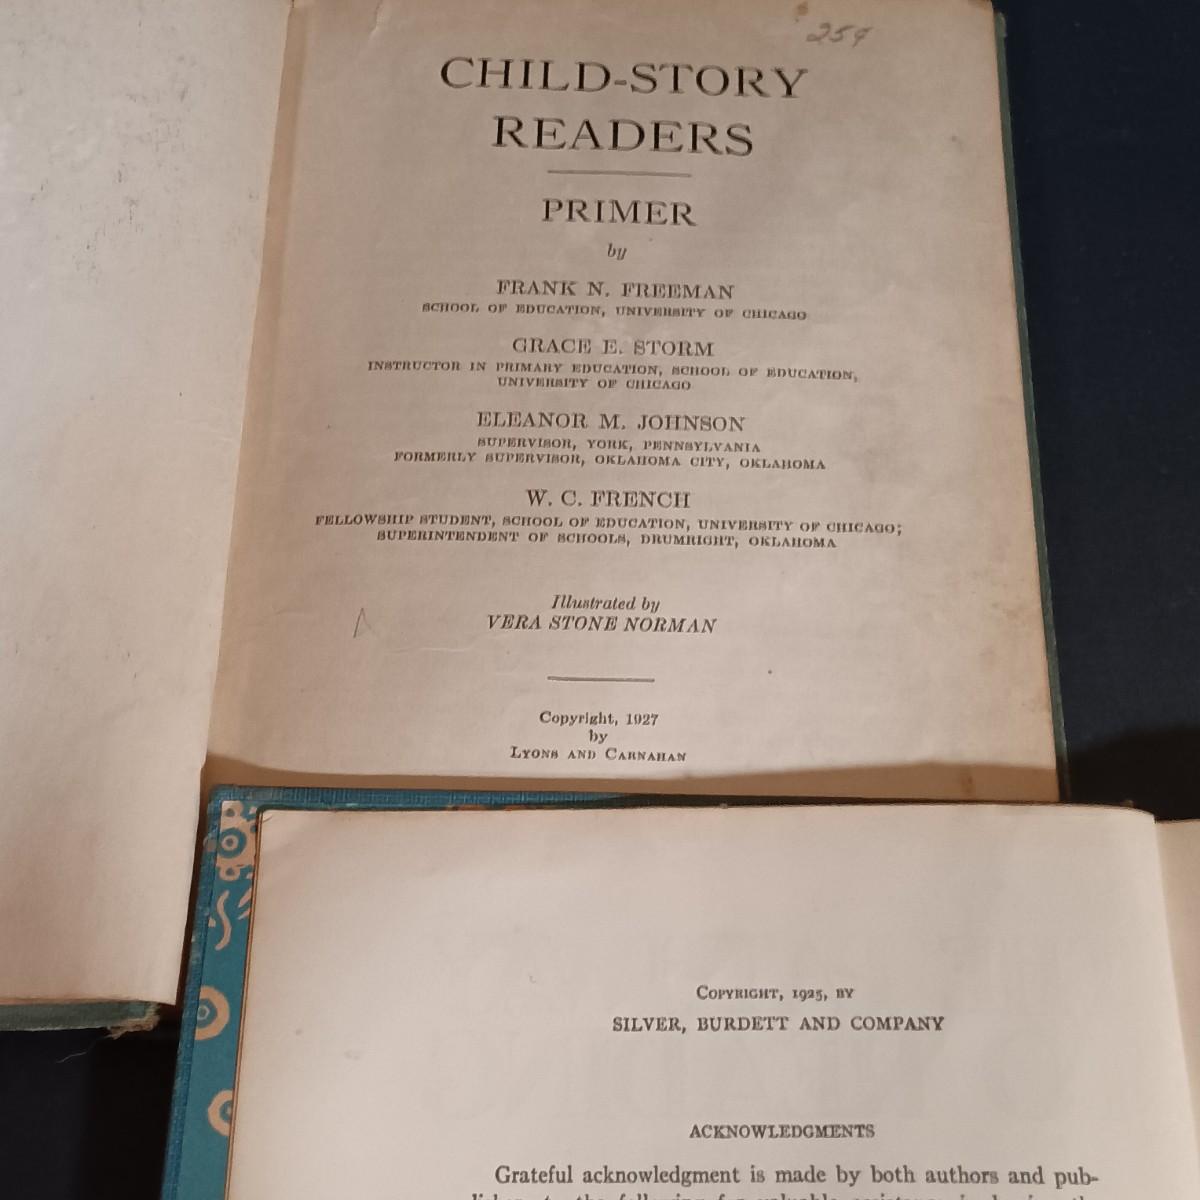 25¢
CHILD-STORY
READERS
PRIMER
by
FRANK N. FREEMAN
SCHOOL OF EDUCATION, UNIVERSITY OF CHICAGO
GRACE E. STORM
INSTRUCTOR IN PRIMARY EDUCATION, SCHOOL OF EDUCATION,
UNIVERSITY OF CHICAGO
ELEANOR M. JOHNSON
SUPERVISOR, YORK, PENNSYLVANIA
FORMERLY SUPERVISOR, OKLAHOMA CITY, OKLAHOMA
W. C. FRENCH
FELLOWSHIP STUDENT, SCHOOL OF EDUCATION, UNIVERSITY OF CHICAGO;
SUPERINTENDENT OF SCHOOLS, DRUMRIGHT, OKLAHOMA
Illustrated by
VERA STONE NORMAN
Copyright, 1927
by
LYONS AND CARNAHAN
COPYRIGHT, 1925, BY
SILVER, BURDETT AND COMPANY
ACKNOWLEDGMENTS
Grateful acknowledgment is made by both authors and pub-